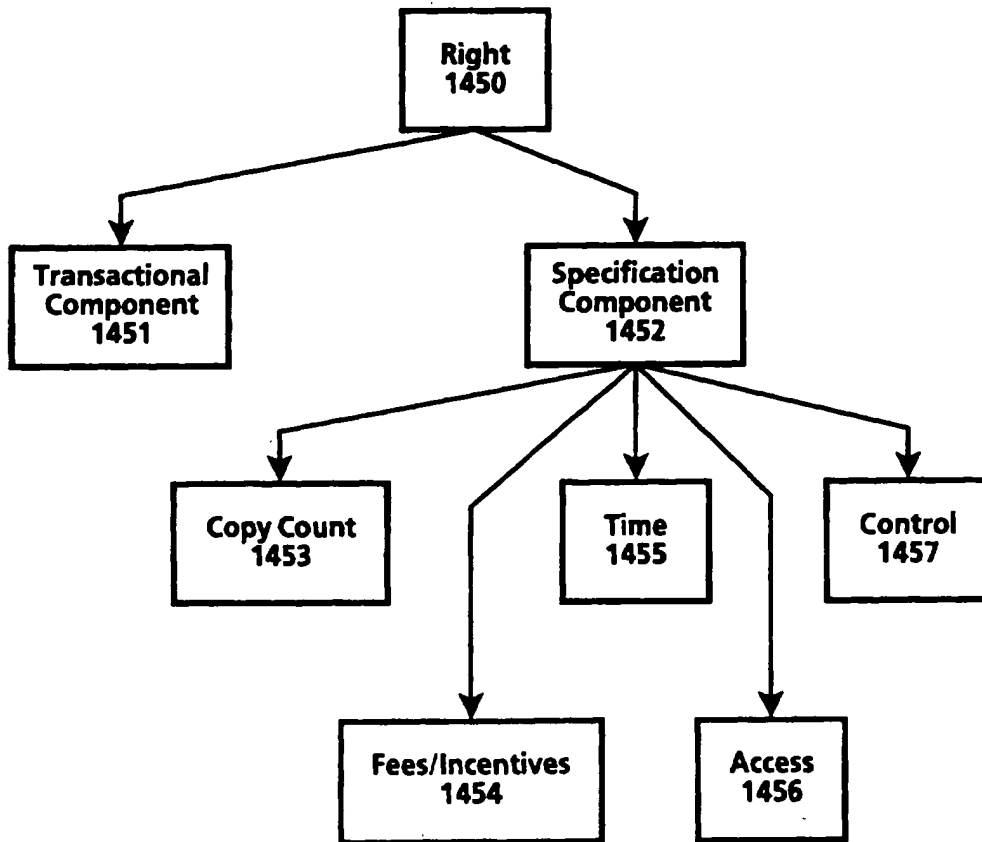 Right
1450
Transactional
Component
1451
Specification
Component
1452
Copy Count
1453
Time
1455
Control
1457
Fees/Incentives
1454
Access
1456